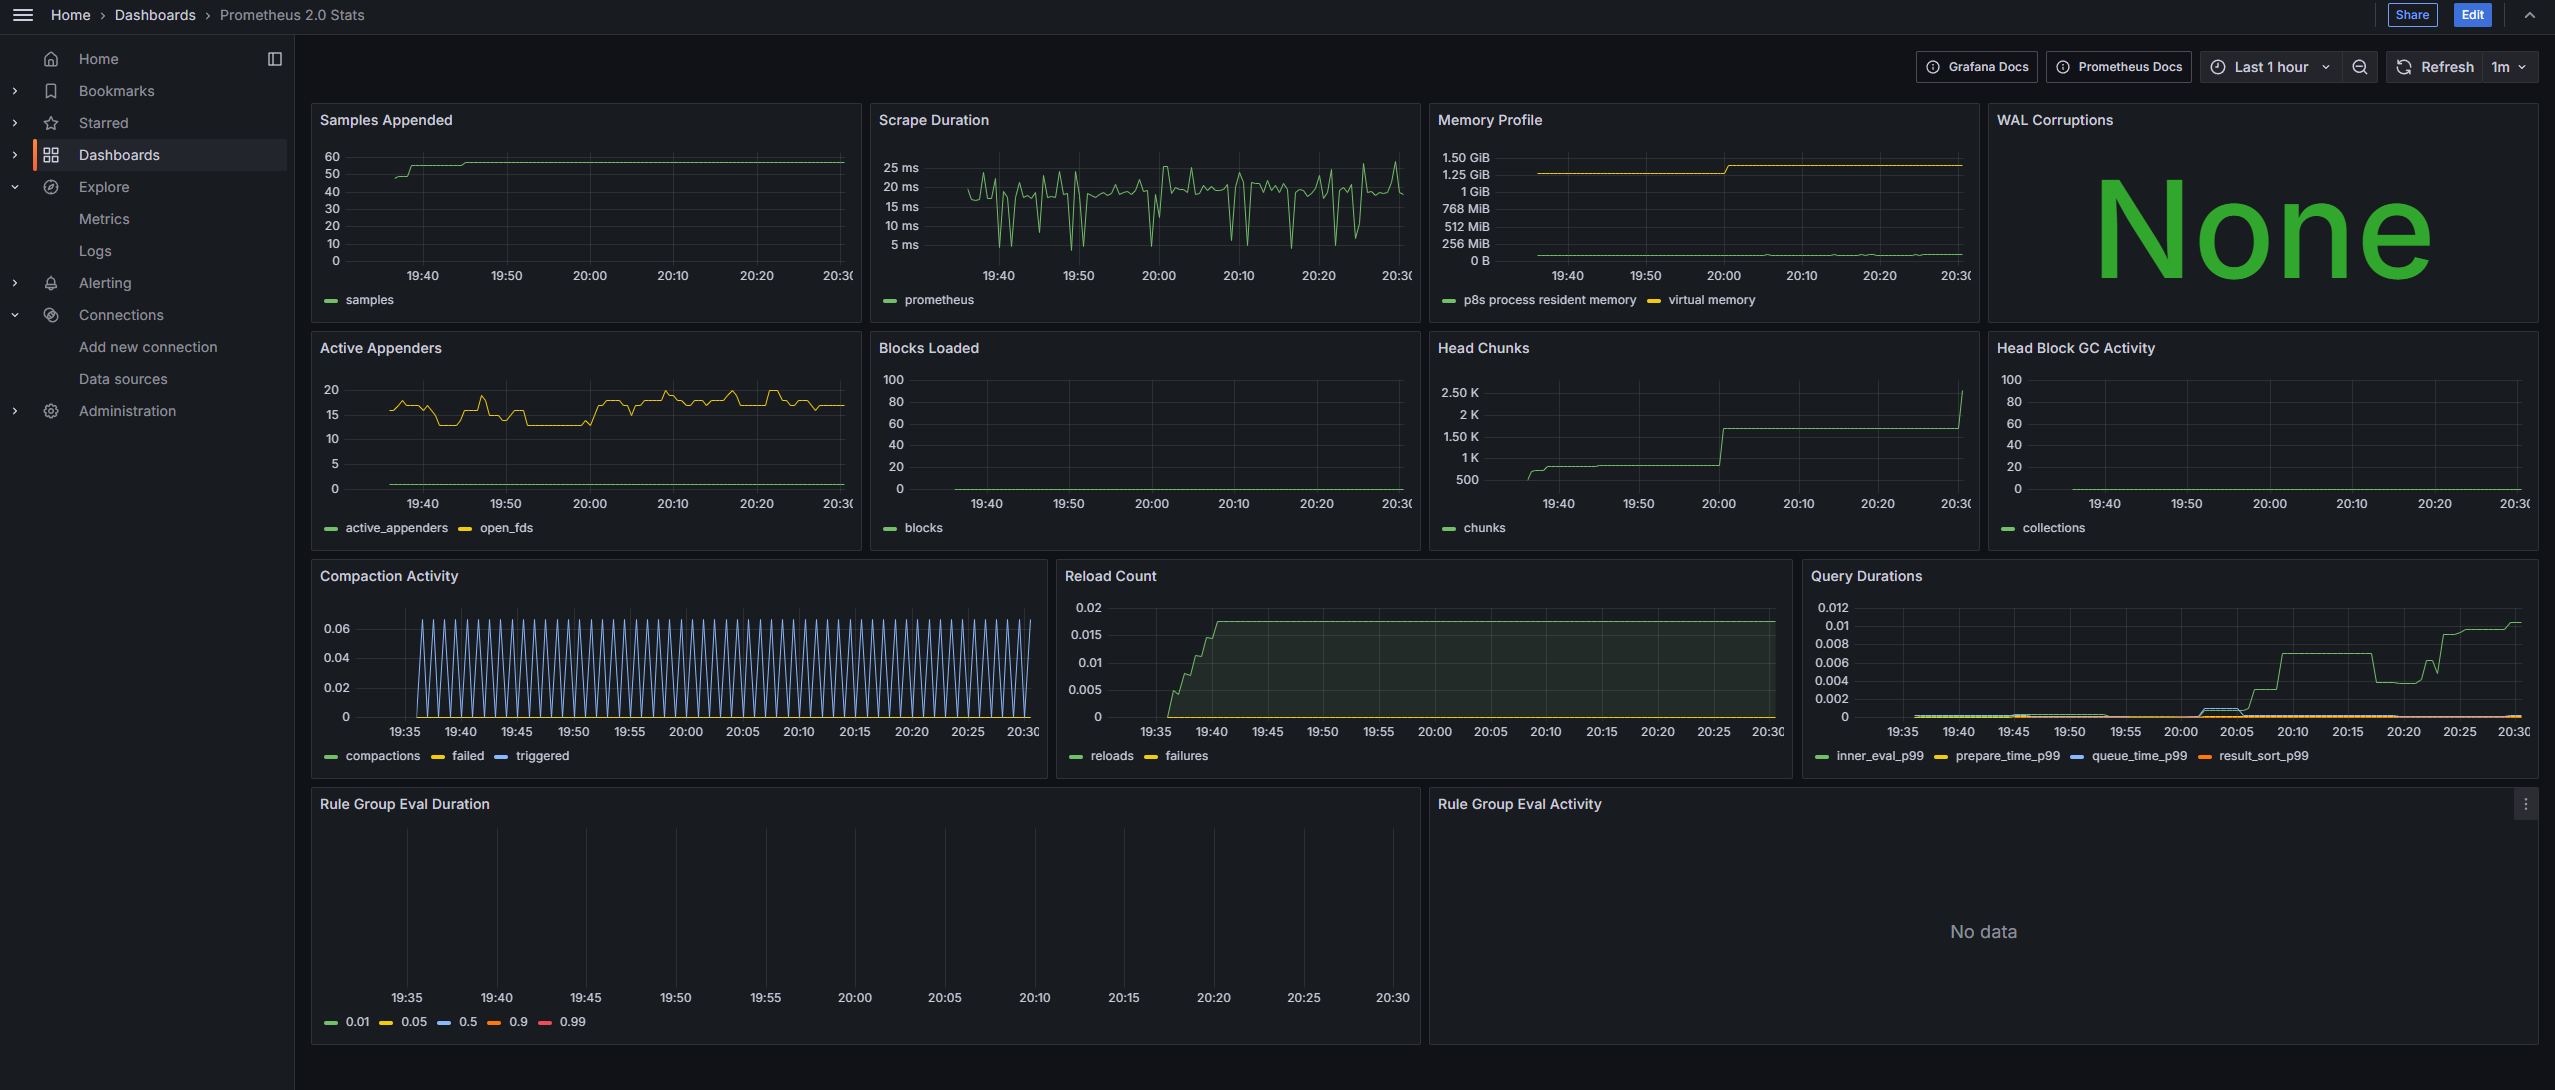 Home › Dashboards › Prometheus 2.0 Stats
Share Edit
Home
Bookmarks
Starred
Dashboards
Explore
Metrics
Logs
Alerting
Connections
Add new connection
Data sources
Administration
Grafana Docs Prometheus Docs Last 1 hour Refresh 1m
Samples Appended
60
50
40
30
20
10
0
19:40 19:50 20:00 20:10 20:20 20:30
samples
Scrape Duration
25 ms
20 ms
15 ms
10 ms
5 ms
19:40 19:50 20:00 20:10 20:20 20:30
prometheus
Memory Profile
1.50 GiB
1.25 GiB
1 GiB
768 MiB
512 MiB
256 MiB
0 B
19:40 19:50 20:00 20:10 20:20 20:30
p8s process resident memory virtual memory
WAL Corruptions
None
Active Appenders
20
15
10
5
0
19:40 19:50 20:00 20:10 20:20 20:30
active_appenders open_fds
Blocks Loaded
100
80
60
40
20
0
19:40 19:50 20:00 20:10 20:20 20:30
blocks
Head Chunks
2.50 K
2 K
1.50 K
1 K
500
19:40 19:50 20:00 20:10 20:20 20:30
chunks
Head Block GC Activity
100
80
60
40
20
0
19:40 19:50 20:00 20:10 20:20 20:30
collections
Compaction Activity
0.06
0.04
0.02
0
19:35 19:40 19:45 19:50 19:55 20:00 20:05 20:10 20:15 20:20 20:25 20:30
compactions failed triggered
Reload Count
0.02
0.015
0.01
0.005
0
19:35 19:40 19:45 19:50 19:55 20:00 20:05 20:10 20:15 20:20 20:25 20:30
reloads failures
Query Durations
0.012
0.01
0.008
0.006
0.004
0.002
0
19:35 19:40 19:45 19:50 19:55 20:00 20:05 20:10 20:15 20:20 20:25 20:30
inner_eval_p99 prepare_time_p99 queue_time_p99 result_sort_p99
Rule Group Eval Duration
19:35 19:40 19:45 19:50 19:55 20:00 20:05 20:10 20:15 20:20 20:25 20:30
0.01 0.05 0.5 0.9 0.99
Rule Group Eval Activity
No data